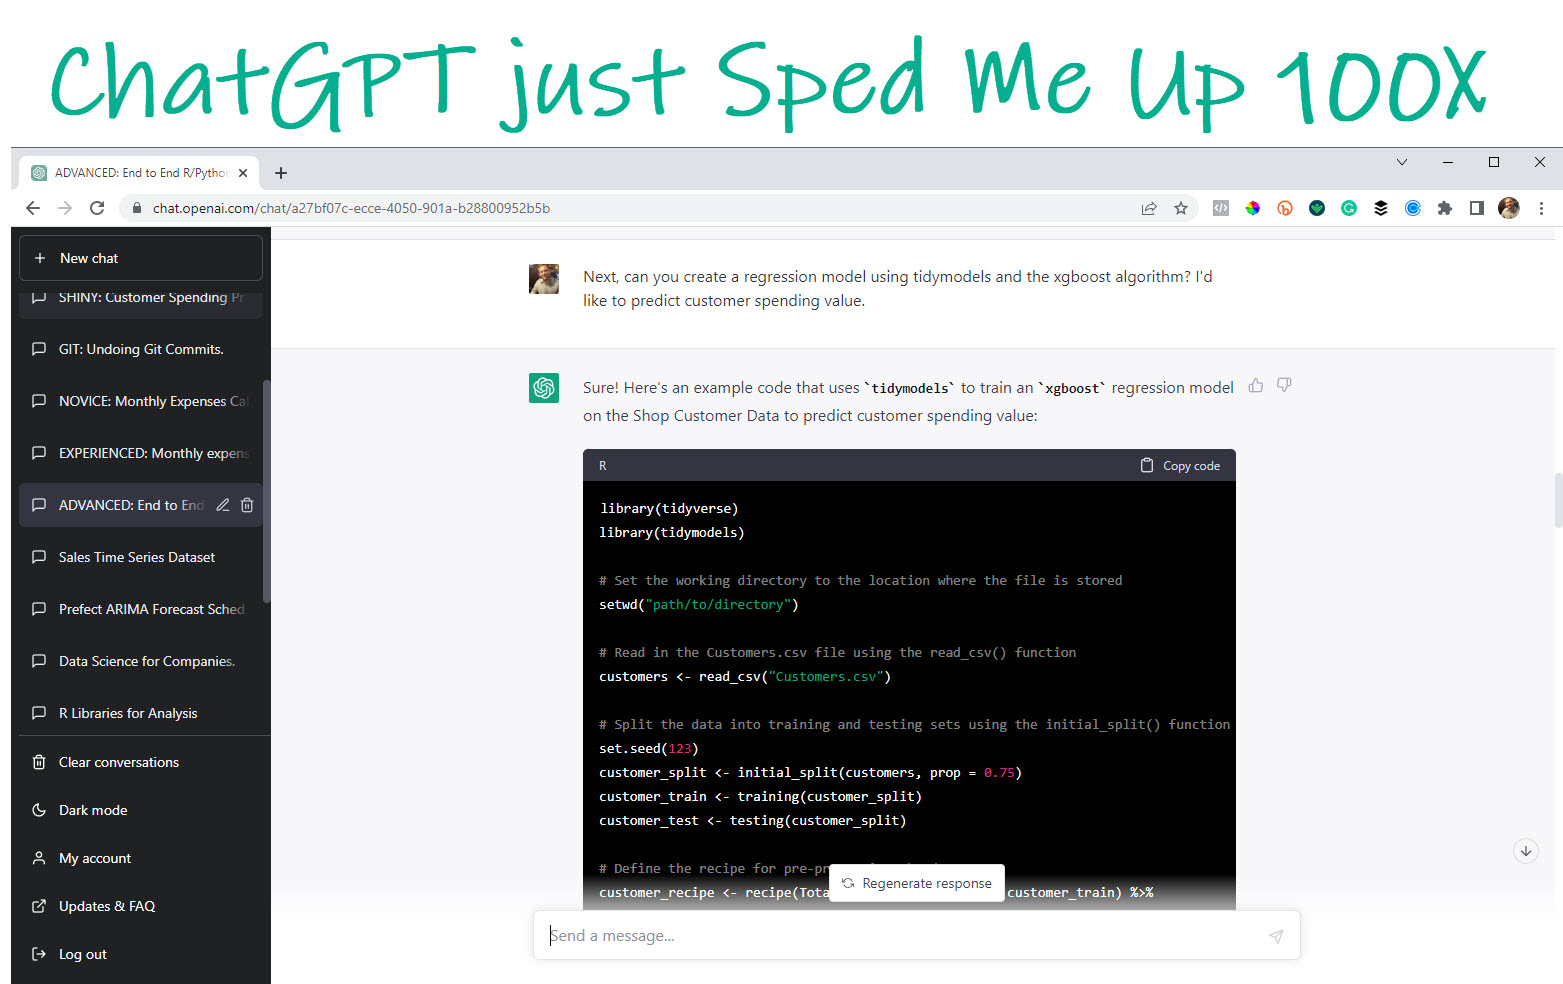 ChatGPT just Sped Me Up 100X
ADVANCED: End to End R/Python
chat.openai.com/chat/a27bf07c-ecce-4050-901a-b28800952b5b
New chat
SHINY: Customer Spending Pr
GIT: Undoing Git Commits.
NOVICE: Monthly Expenses Cal
EXPERIENCED: Monthly expens
ADVANCED: End to End
Sales Time Series Dataset
Prefect ARIMA Forecast Sched
Data Science for Companies.
R Libraries for Analysis
Clear conversations
Dark mode
My account
Updates & FAQ
Log out
Next, can you create a regression model using tidymodels and the xgboost algorithm? I'd
like to predict customer spending value.
Sure! Here's an example code that uses `tidymodels` to train an `xgboost` regression model
on the Shop Customer Data to predict customer spending value:
R
Copy code
library(tidyverse)
library(tidymodels)
# Set the working directory to the location where the file is stored
setwd("path/to/directory")
# Read in the Customers.csv file using the read_csv() function
customers <- read_csv("Customers.csv")
# Split the data into training and testing sets using the initial_split() function
set.seed(123)
customer_split <- initial_split(customers, prop = 0.75)
customer_train <- training(customer_split)
customer_test <- testing(customer_split)
# Define the recipe for pre-pr
customer_recipe <- recipe(Tota customer_train) %>%
Regenerate response
Send a message...